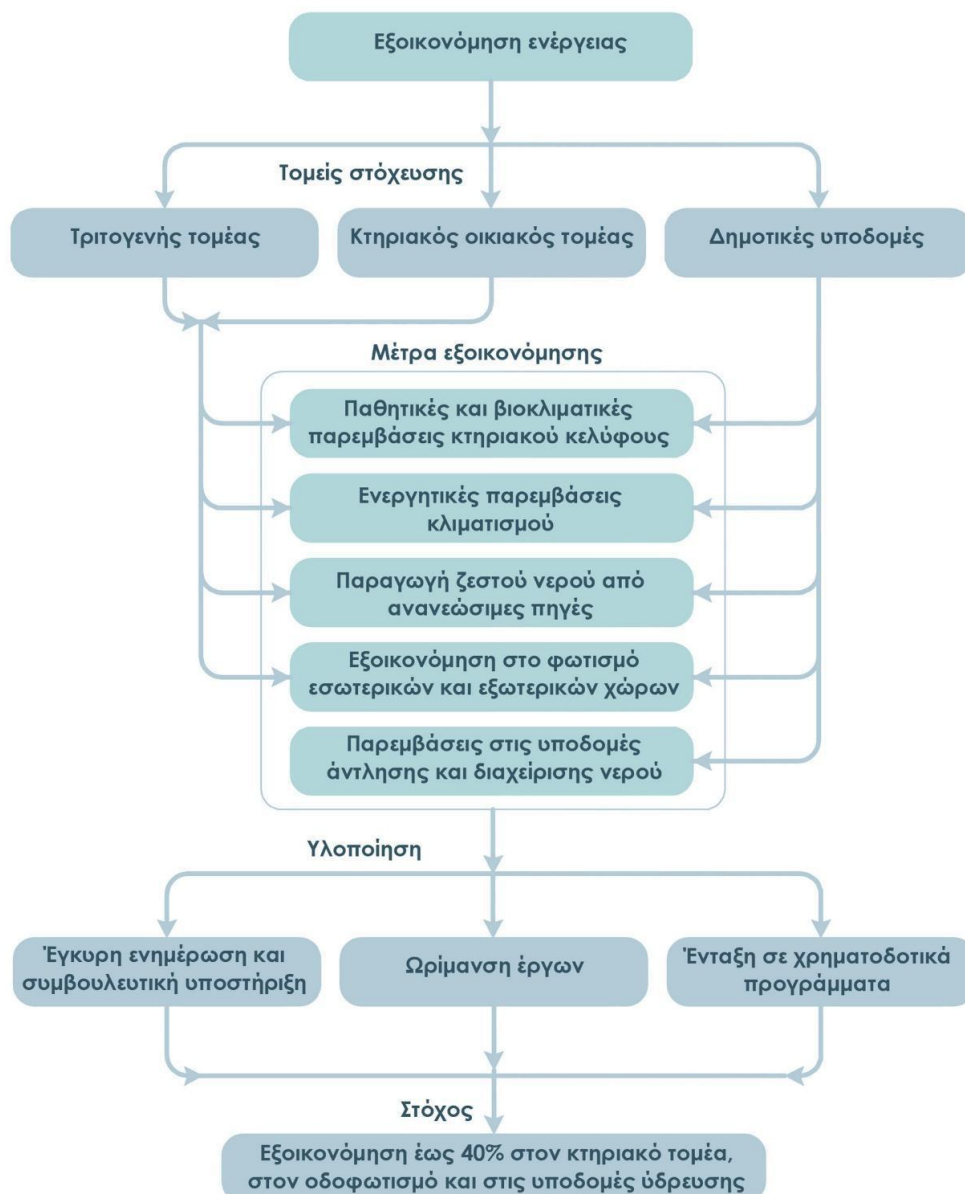 Εξοικονόμηση ενέργειας
Τομείς στόχευσης
Τριτογενής τομέας
Κτηριακός οικιακός τομέας
Δημοτικές υποδομές
Μέτρα εξοικονόμησης
Παθητικές και βιοκλιματικές
παρεμβάσεις κτηριακού κελύφους
Ενεργητικές παρεμβάσεις
κλιματισμού
Παραγωγή ζεστού νερού από
ανανεώσιμες πηγές
Εξοικονόμηση στο φωτισμό
εσωτερικών και εξωτερικών χώρων
Παρεμβάσεις στις υποδομές
άντλησης και διαχείρισης νερού
Υλοποίηση
Έγκυρη ενημέρωση και
συμβουλευτική υποστήριξη
Ωρίμανση έργων
Ένταξη σε χρηματοδοτικά
προγράμματα
Στόχος
Εξοικονόμηση έως 40% στον κτηριακό τομέα,
στον οδοφωτισμό και στις υποδομές ύδρευσης